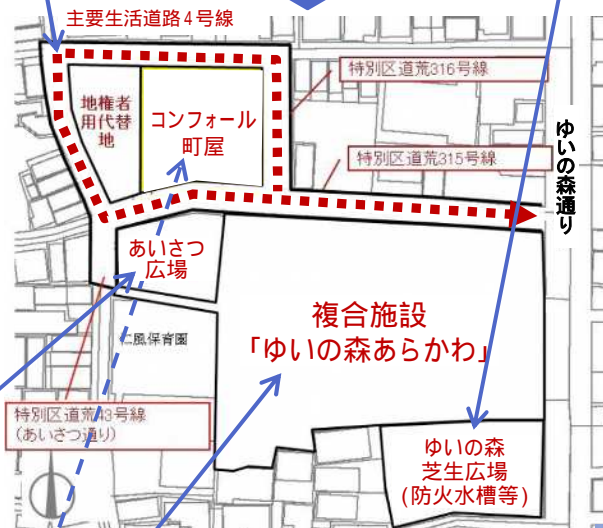 主要生活道路4号線
特別区道荒316号線
地権者
用代替
地
コンフォール
町屋
特別区道荒315号線
ゆいの森通り
あいさつ
広場
複合施設
「ゆいの森あらかわ」
仁風保育園
特別区道荒43号線
(あいさつ通り)
ゆいの森
芝生広場
(防火水槽等)